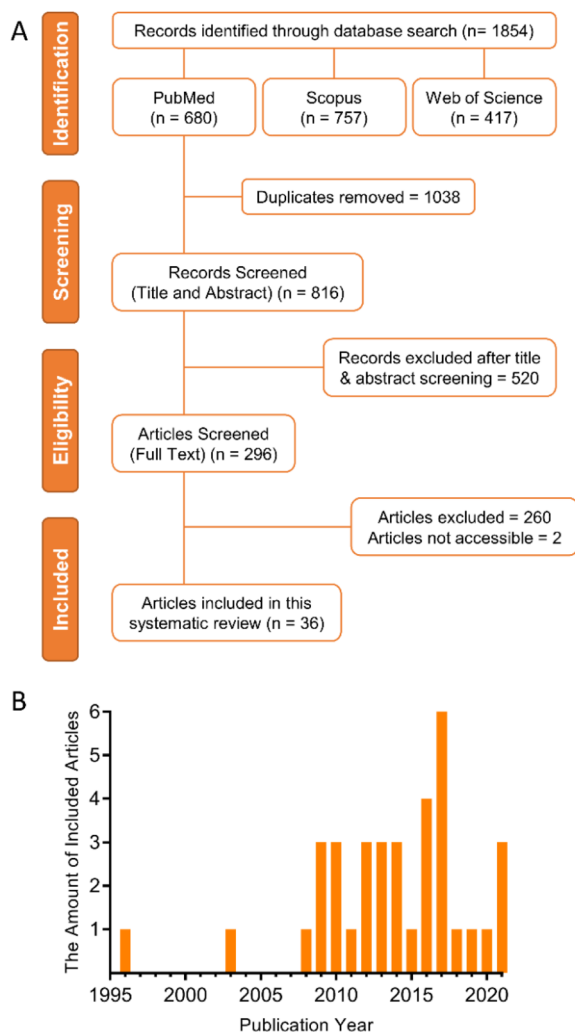 A
Identification
Records identified through database search (n= 1854)
PubMed
(n = 680)
Scopus
(n = 757)
Web of Science
(n = 417)
Duplicates removed = 1038
Screening
Records Screened
(Title and Abstract) (n = 816)
Records excluded after title
& abstract screening = 520
Eligibility
Articles Screened
(Full Text) (n = 296)
Articles excluded = 260
Articles not accessible = 2
Included
Articles included in this
systematic review (n = 36)
B
The Amount of Included Articles
6
5
4
3
2
1
1995
2000
2005
2010
2015
2020
Publication Year